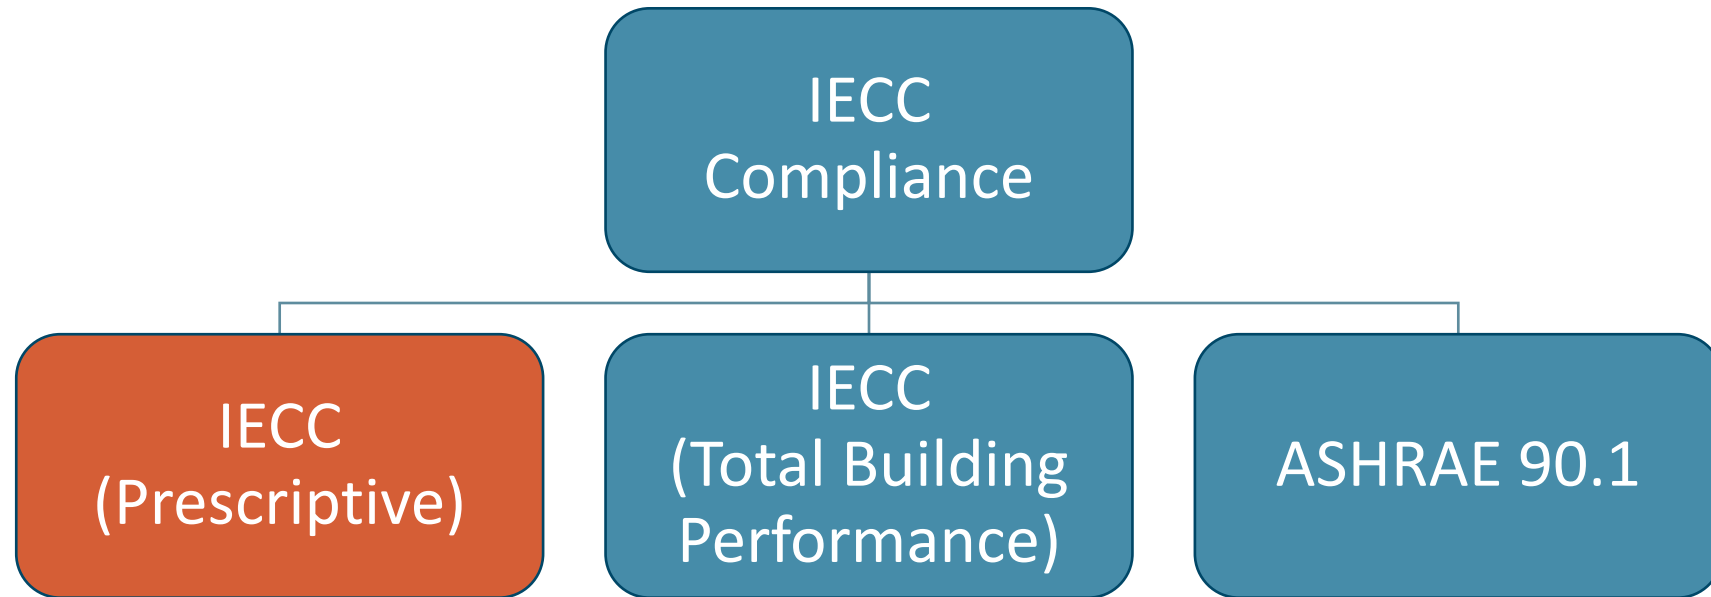 IECC
Compliance
IECC
(Prescriptive)
IECC
(Total Building
Performance)
ASHRAE 90.1